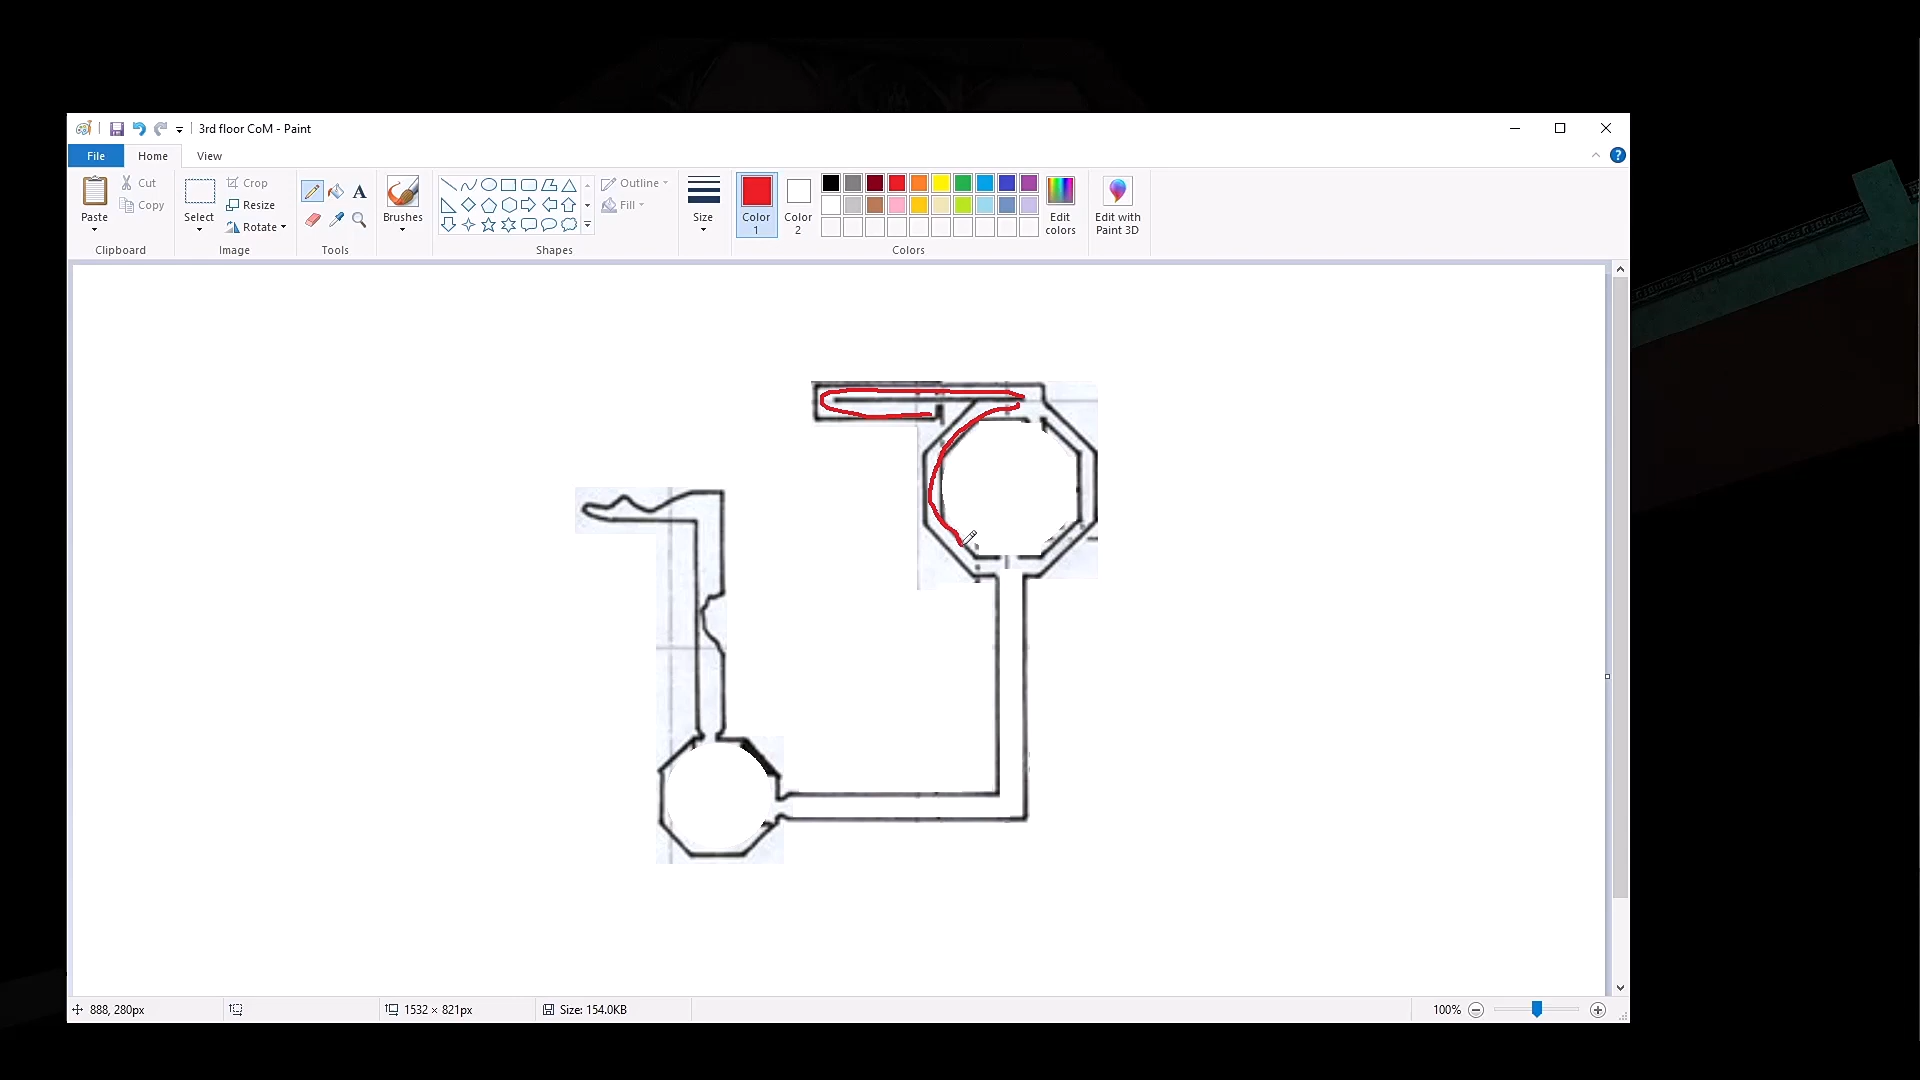 3rd floor CoM - Paint
File Home View
Paste
Cut
Copy
Clipboard
Select
Crop
Resize
Rotate
Image
A
Tools
Brushes
Outline
Fill
Shapes
Size
Color 1
Color 2
Edit colors
Colors
Edit with Paint 3D
?
888, 280px
1532 × 821px
Size: 154.0KB
100%